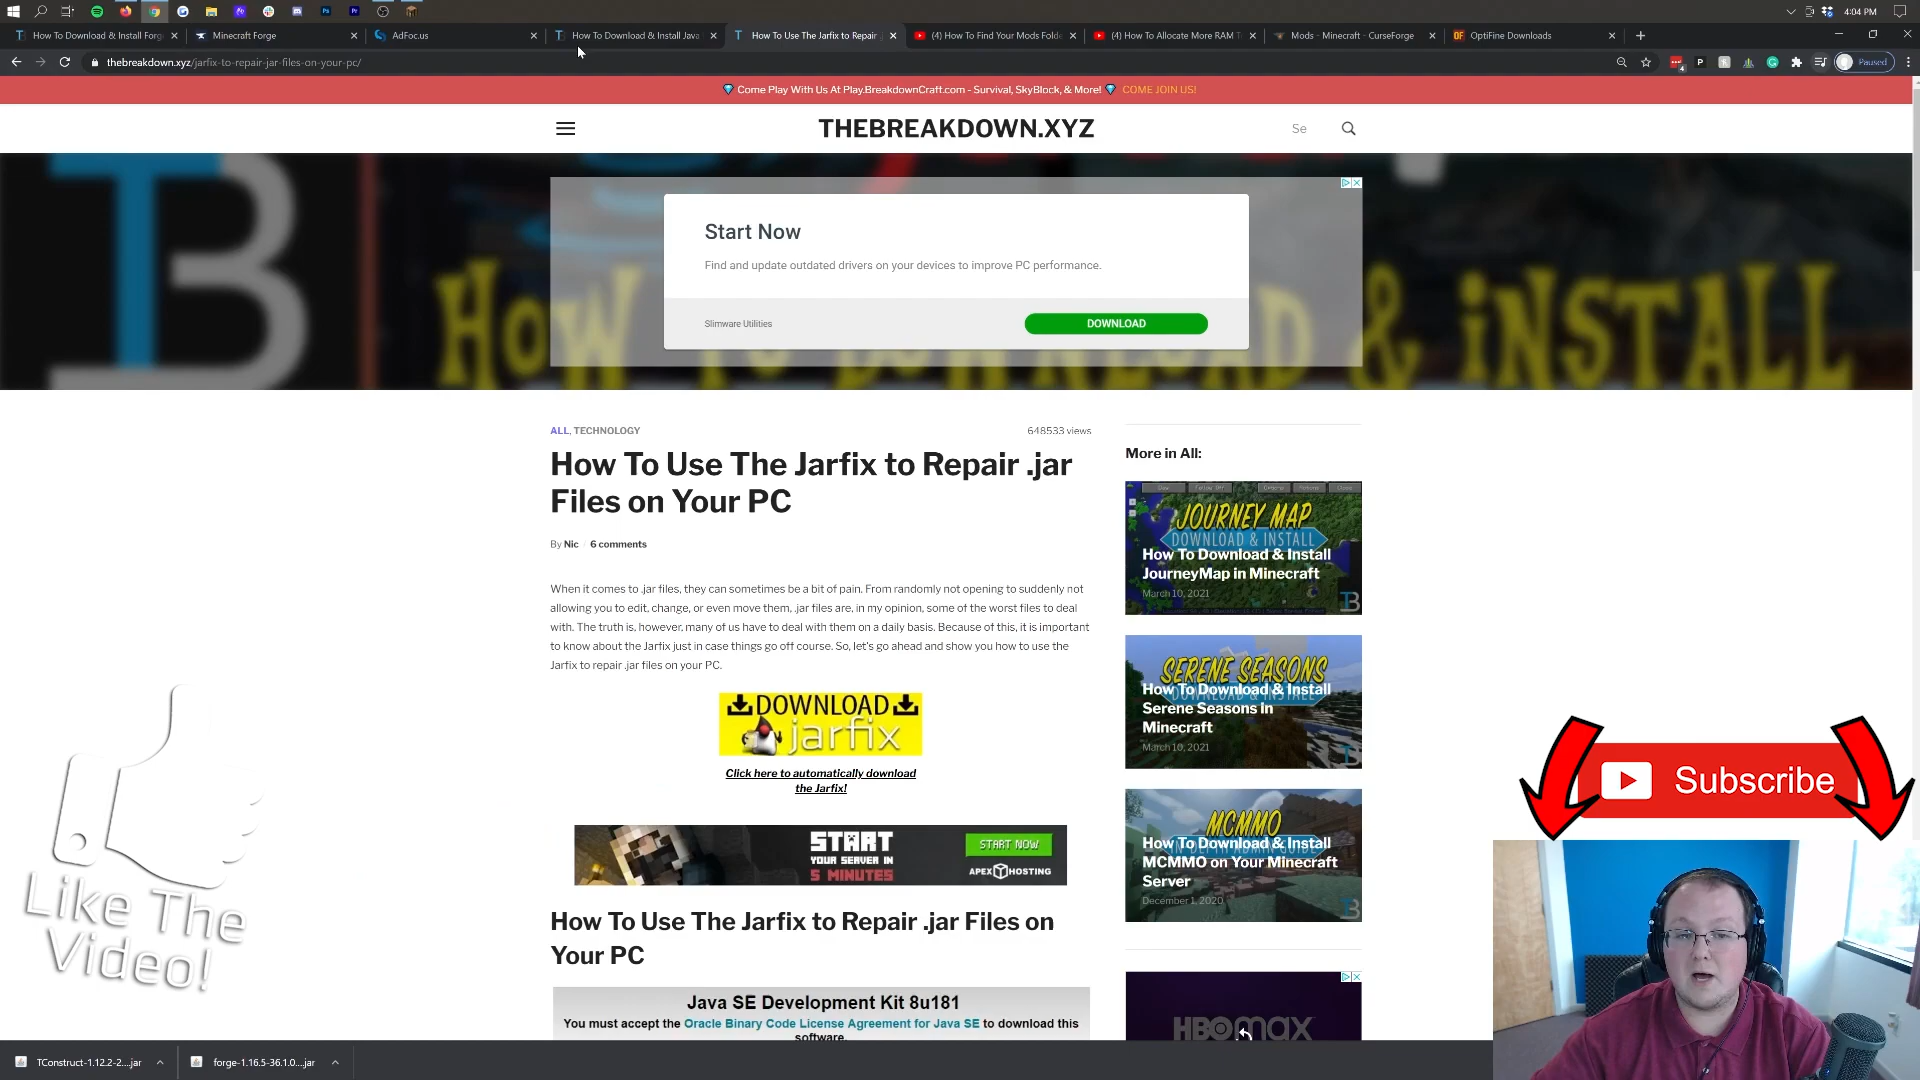 4:04 PM
How To Download & Install Forg
Minecraft Forge
AdFoc.us
How To Download & Install Java
How To Use The Jarfix to Repair .j
(4) How To Find Your Mods Folde
(4) How To Allocate More RAM T
Mods - Minecraft - CurseForge
OptiFine Downloads
thebreakdown.xyz/jarfix-to-repair-jar-files-on-your-pc/
Paused
Come Play With Us At Play.BreakdownCraft.com - Survival, SkyBlock, & More! COME JOIN US!
THEBREAKDOWN.XYZ
Se
HOW TO DOWNLOAD & INSTALL
Start Now
Find and update outdated drivers on your devices to improve PC performance.
Slimware Utilities
DOWNLOAD
ALL, TECHNOLOGY
648533 views
How To Use The Jarfix to Repair .jar
Files on Your PC
By Nic
6 comments
When it comes to .jar files, they can sometimes be a bit of pain. From randomly not opening to suddenly not
allowing you to edit, change, or even move them, .jar files are, in my opinion, some of the worst files to deal
with. The truth is, however, many of us have to deal with them on a daily basis. Because of this, it is important
to know about the Jarfix just in case things go off course. So, let's go ahead and show you how to use the
Jarfix to repair .jar files on your PC.
DOWNLOAD
jarfix
Click here to automatically download
the Jarfix!
START
YOUR SERVER IN
5 MINUTES
START NOW
APEX HOSTING
How To Use The Jarfix to Repair .jar Files on
Your PC
Java SE Development Kit 8u181
You must accept the Oracle Binary Code License Agreement for Java SE to download this
software.
More in All:
JOURNEY MAP
DOWNLOAD & INSTALL
How To Download & Install
JourneyMap in Minecraft
March 10, 2021
SERENE SEASONS
How To Download & Install
Serene Seasons in
Minecraft
March 10, 2021
MCMMO
How To Download & Install
MCMMO on Your Minecraft
Server
December 1, 2020
HBOmax
Like The
Video!
Subscribe
TConstruct-1.12.2-2....jar
forge-1.16.5-36.1.0....jar